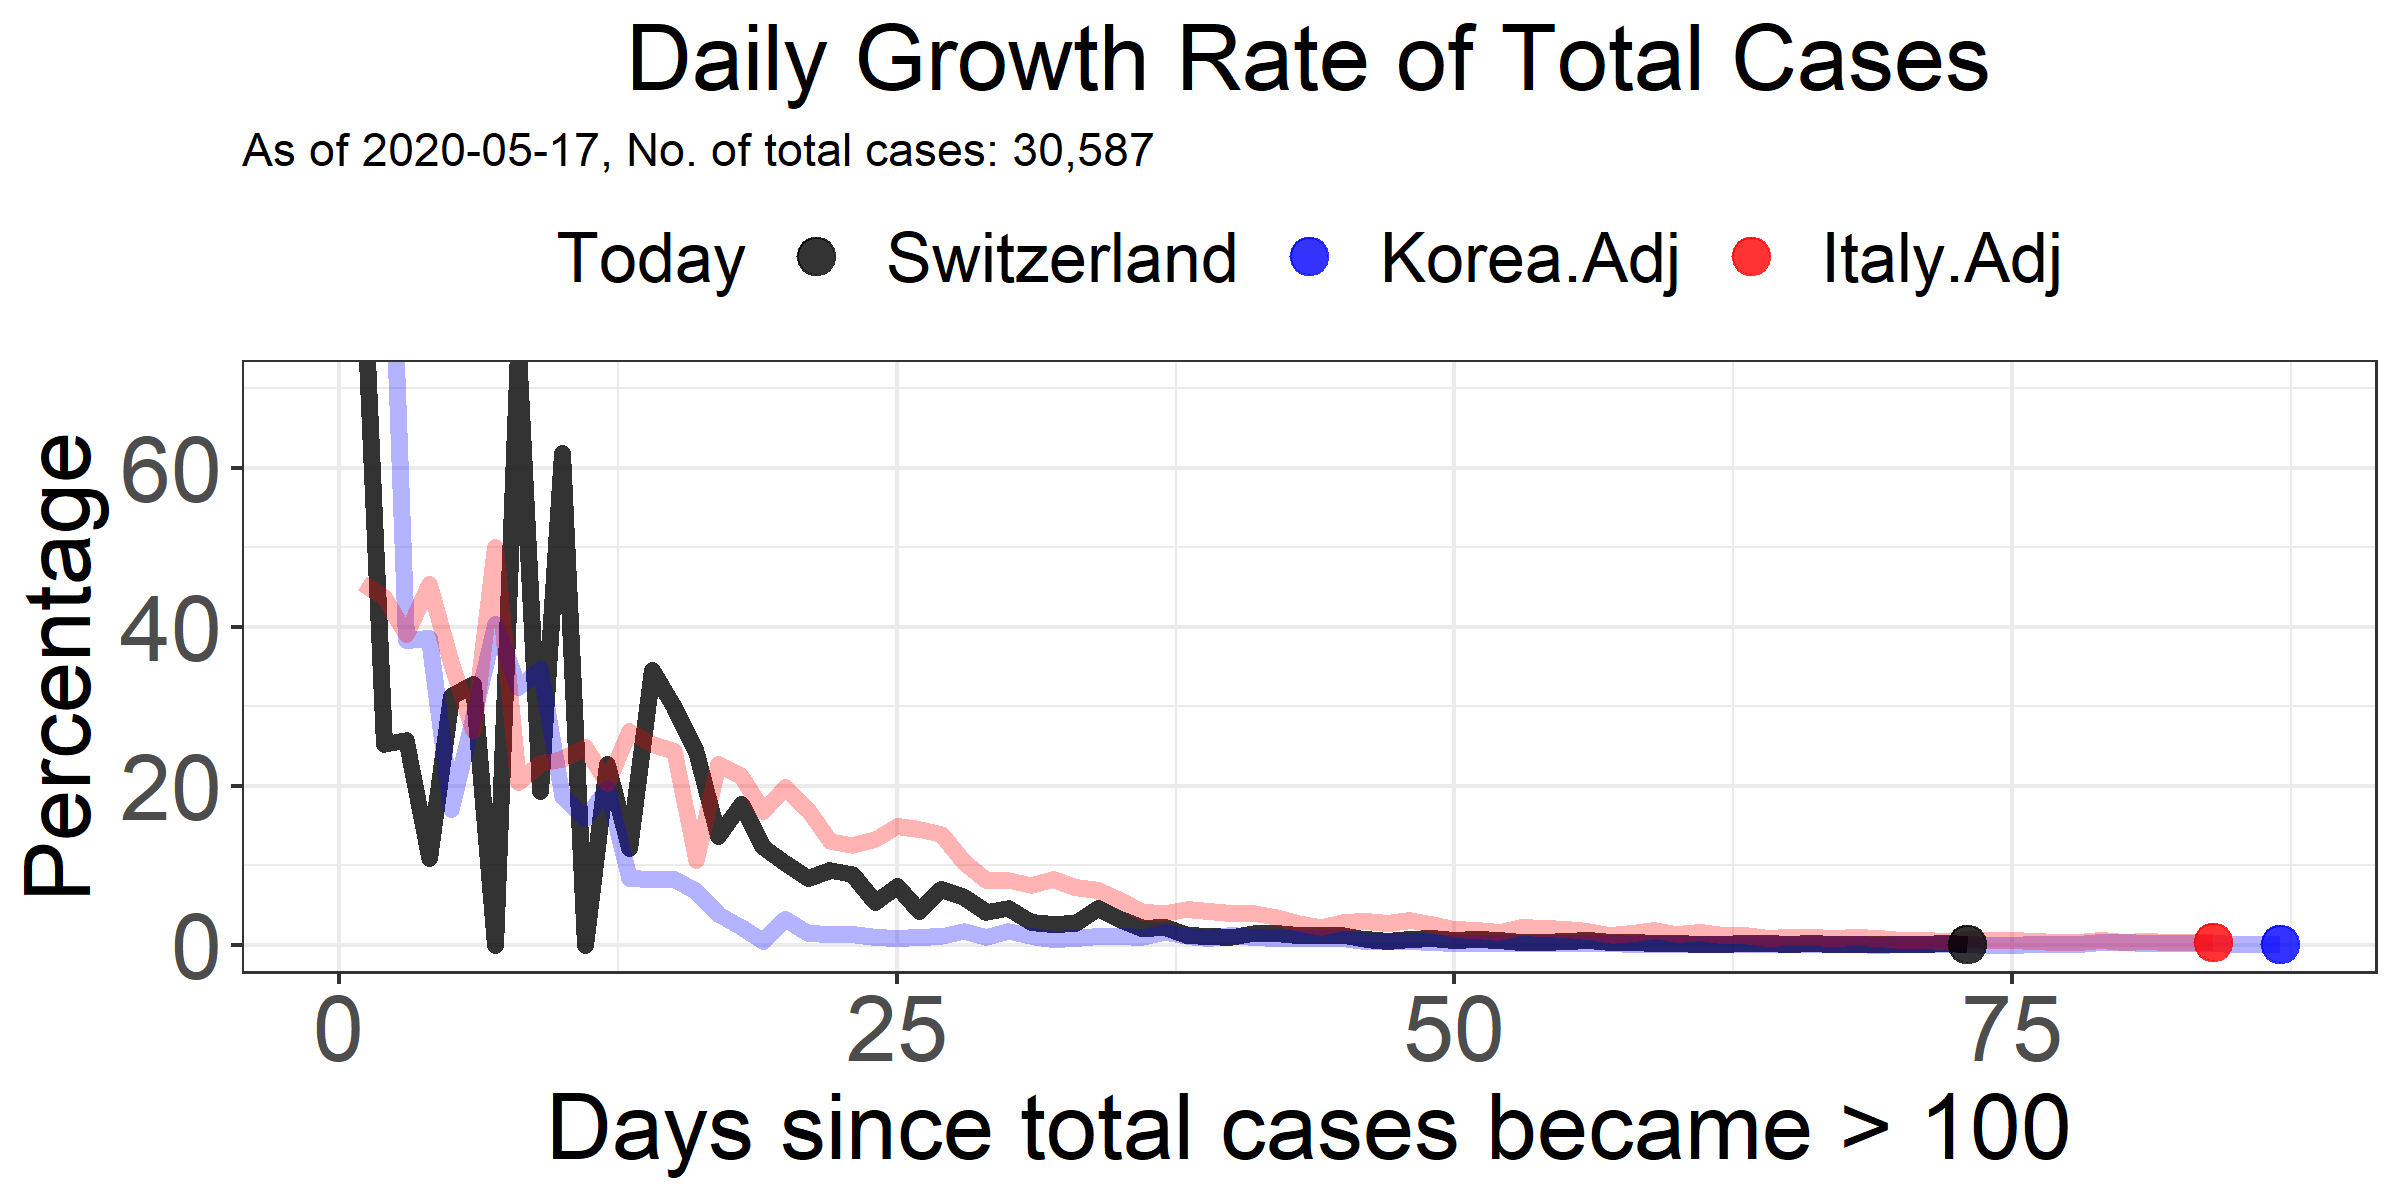 Daily Growth Rate of Total Cases
As of 2020-05-17, No. of total cases: 30,587
Today Switzerland Korea.Adj Italy.Adj
Percentage
60
40
20
0
0 25 50 75
Days since total cases became > 100